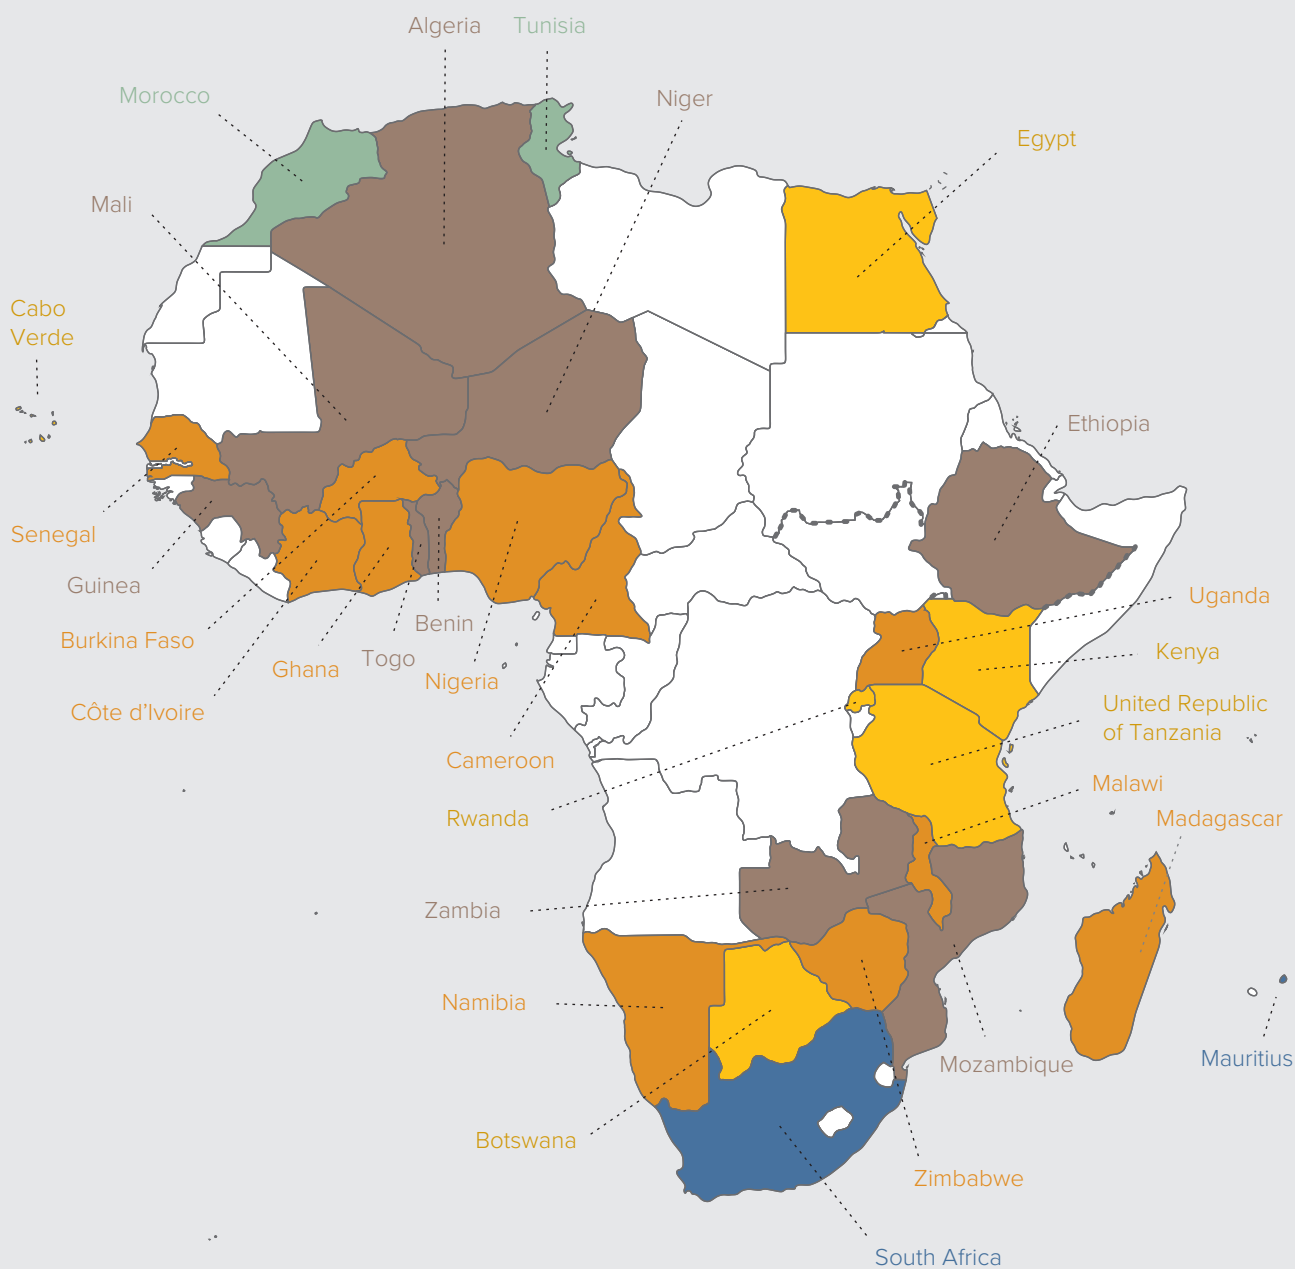 Algeria
Tunisia
Morocco
Niger
Egypt
Mali
Cabo
Verde
Ethiopia
Senegal
Guinea
Uganda
Benin
Burkina Faso
Kenya
Togo
Ghana
Nigeria
United Republic
of Tanzania
Côte d'Ivoire
Cameroon
Malawi
Rwanda
Madagascar
Zambia
Namibia
Mauritius
Mozambique
Botswana
Zimbabwe
South Africa